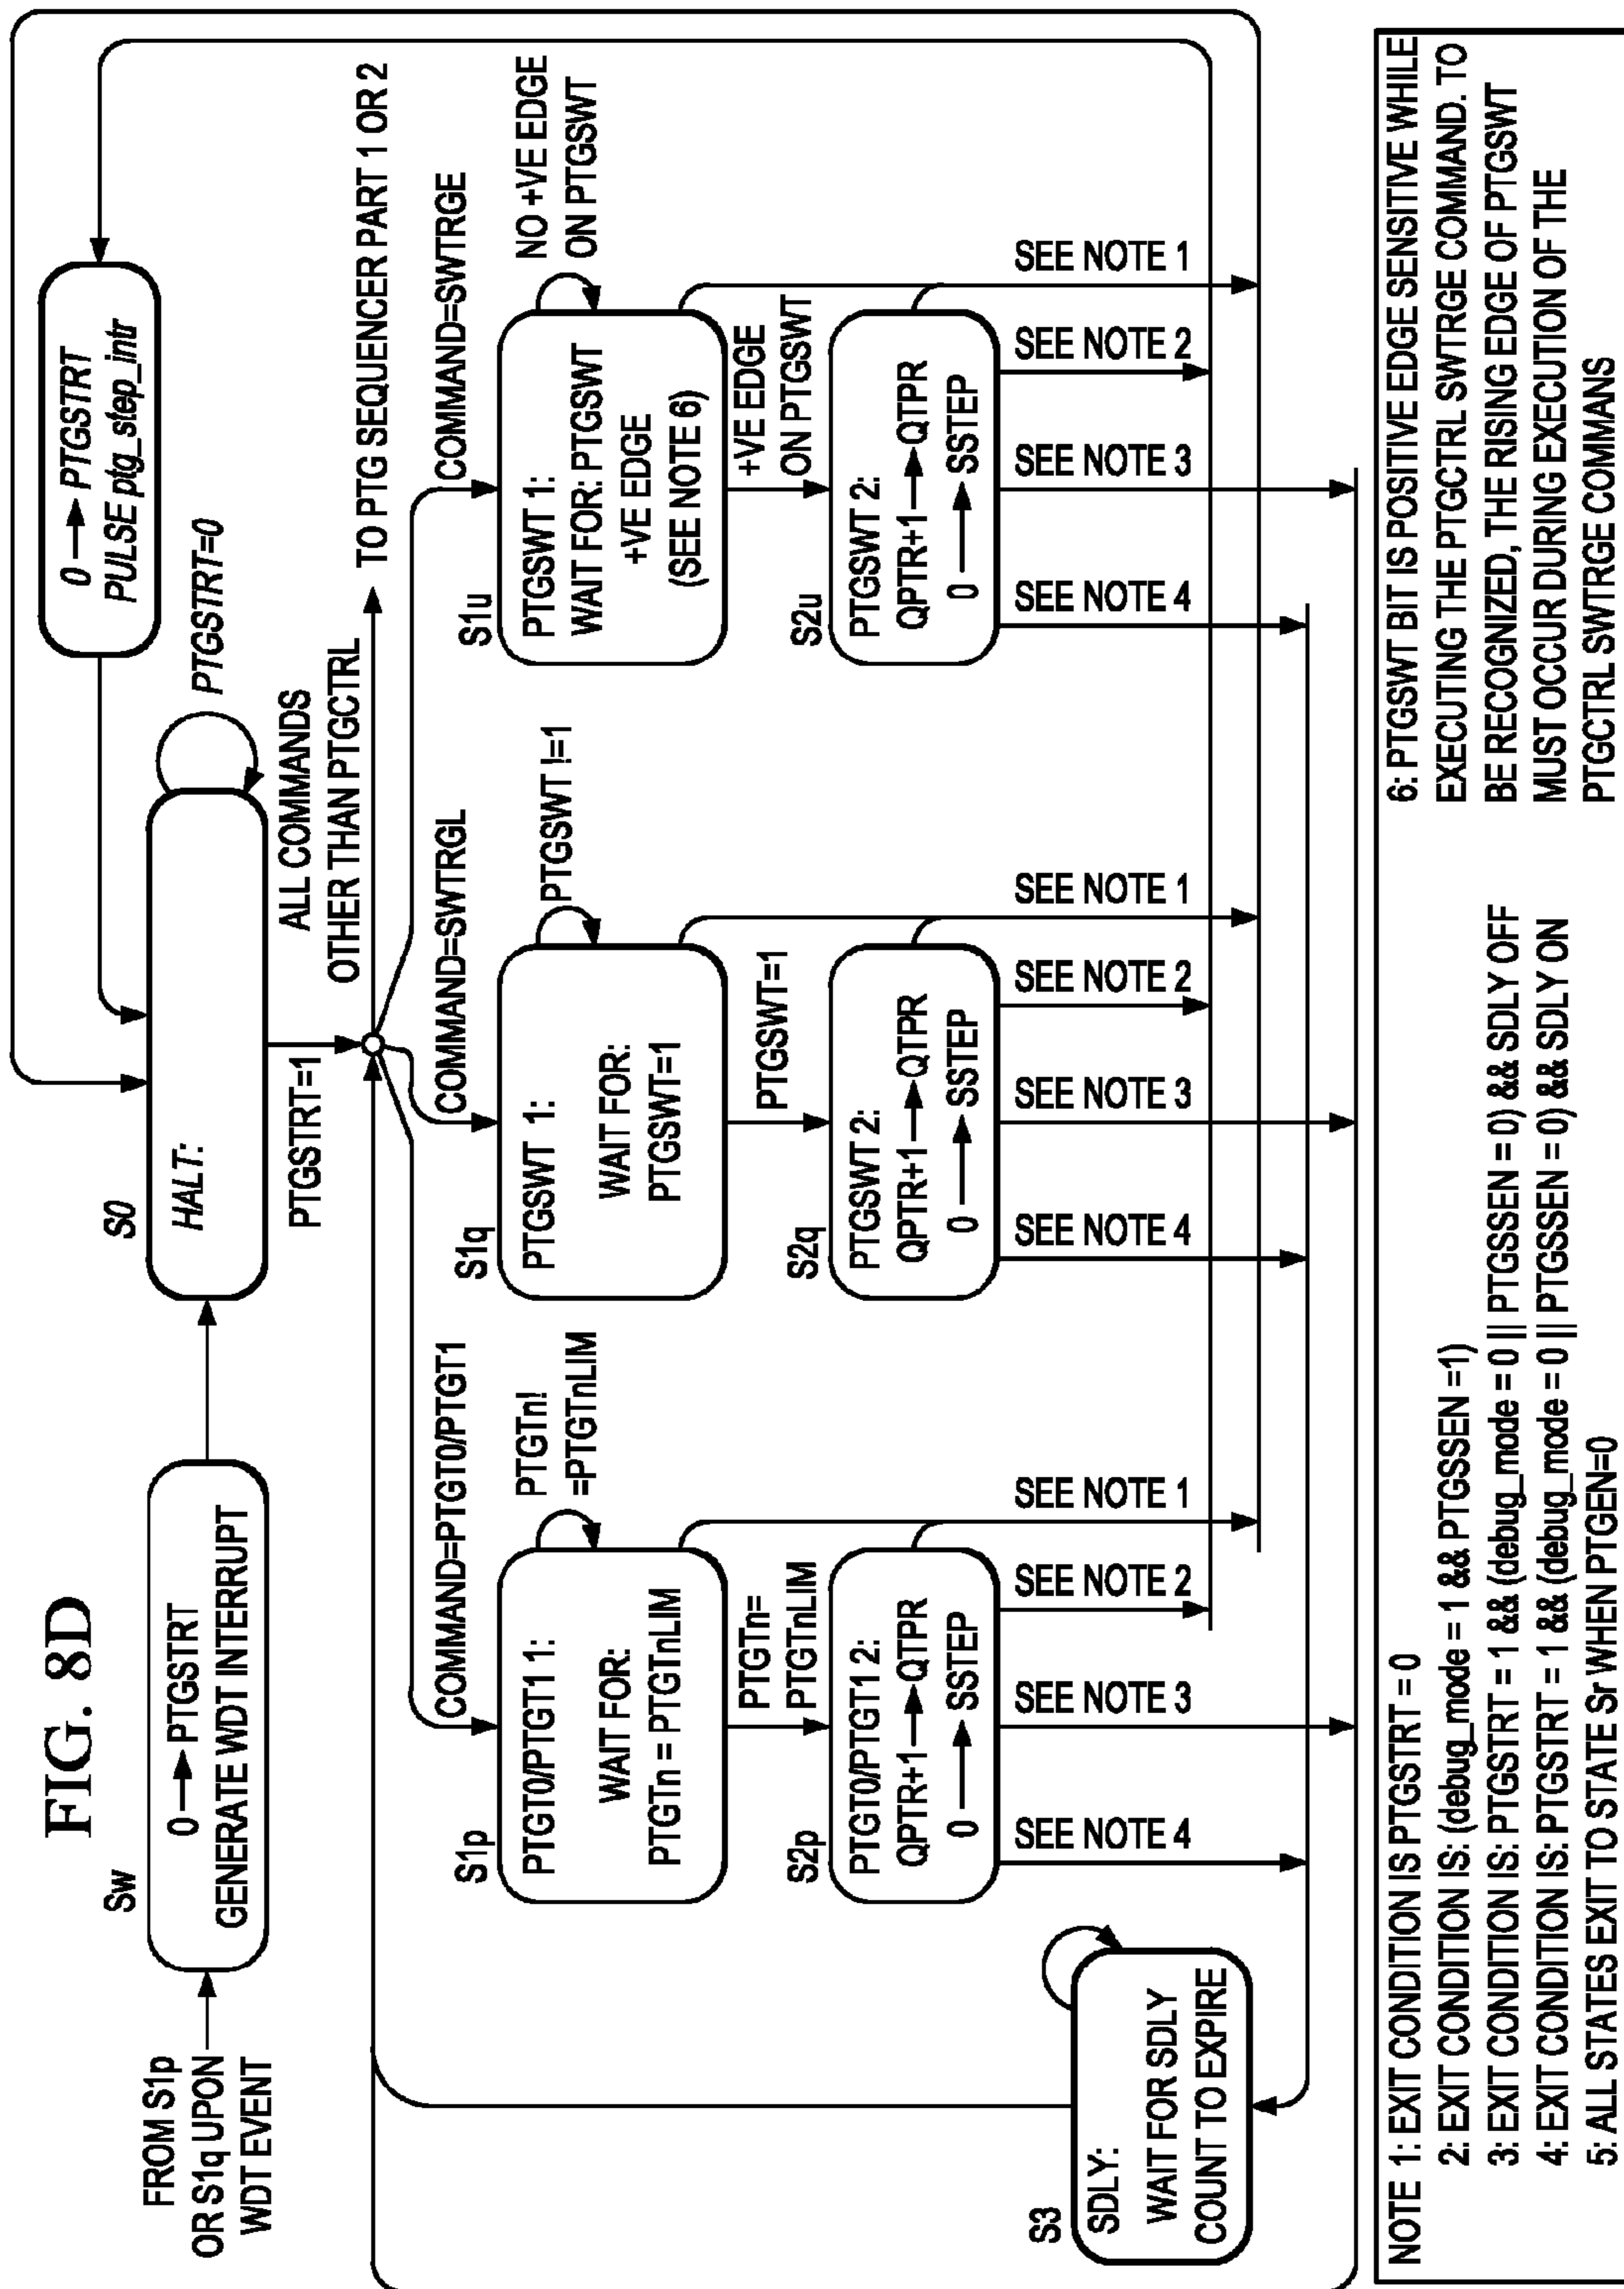 FIG. 8D
Sw
0 → PTGSTRT
GENERATE WDT INTERRUPT
FROM S1p
OR S1q UPON
WDT EVENT
S0
HALT:
PTGSTRT=0
0 → PTGSTRT
PULSE ptg_step_intr
PTGSTRT=1
ALL COMMANDS
OTHER THAN PTGCTRL
TO PTG SEQUENCER PART 1 OR 2
COMMAND=PTGT0/PTGT1
COMMAND=SWTRGL
COMMAND=SWTRGE
S1p
PTGT0/PTGT1 1:
WAIT FOR:
PTGTn = PTGTnLIM
PTGTn!
=PTGTnLIM
PTGTn=
PTGTnLIM
S2p
PTGT0/PTGT1 2:
QPTR+1 → QTPR
0 → SSTEP
SEE NOTE 4
SEE NOTE 3
SEE NOTE 2
SEE NOTE 1
S1q
PTGSWT 1:
WAIT FOR:
PTGSWT=1
PTGSWT !=1
PTGSWT=1
S2q
PTGSWT 2:
QPTR+1 → QTPR
0 → SSTEP
SEE NOTE 4
SEE NOTE 3
SEE NOTE 2
SEE NOTE 1
S1u
PTGSWT 1:
WAIT FOR: PTGSWT
+VE EDGE
(SEE NOTE 6)
NO +VE EDGE
ON PTGSWT
+VE EDGE
ON PTGSWT
S2u
PTGSWT 2:
QPTR+1 → QTPR
0 → SSTEP
SEE NOTE 4
SEE NOTE 3
SEE NOTE 2
SEE NOTE 1
S3
SDLY:
WAIT FOR SDLY
COUNT TO EXPIRE
NOTE 1: EXIT CONDITION IS PTGSTRT = 0
2: EXIT CONDITION IS: (debug_mode = 1 && PTGSSEN =1)
3: EXIT CONDITION IS: PTGSTRT = 1 && (debug_mode = 0 || PTGSSEN = 0) && SDLY OFF
4: EXIT CONDITION IS: PTGSTRT = 1 && (debug_mode = 0 || PTGSSEN = 0) && SDLY ON
5: ALL STATES EXIT TO STATE Sr WHEN PTGEN=0
6: PTGSWT BIT IS POSITIVE EDGE SENSITIVE WHILE
EXECUTING THE PTGCTRL SWTRGE COMMAND. TO
BE RECOGNIZED, THE RISING EDGE OF PTGSWT
MUST OCCUR DURING EXECUTION OF THE
PTGCTRL SWTRGE COMMANS